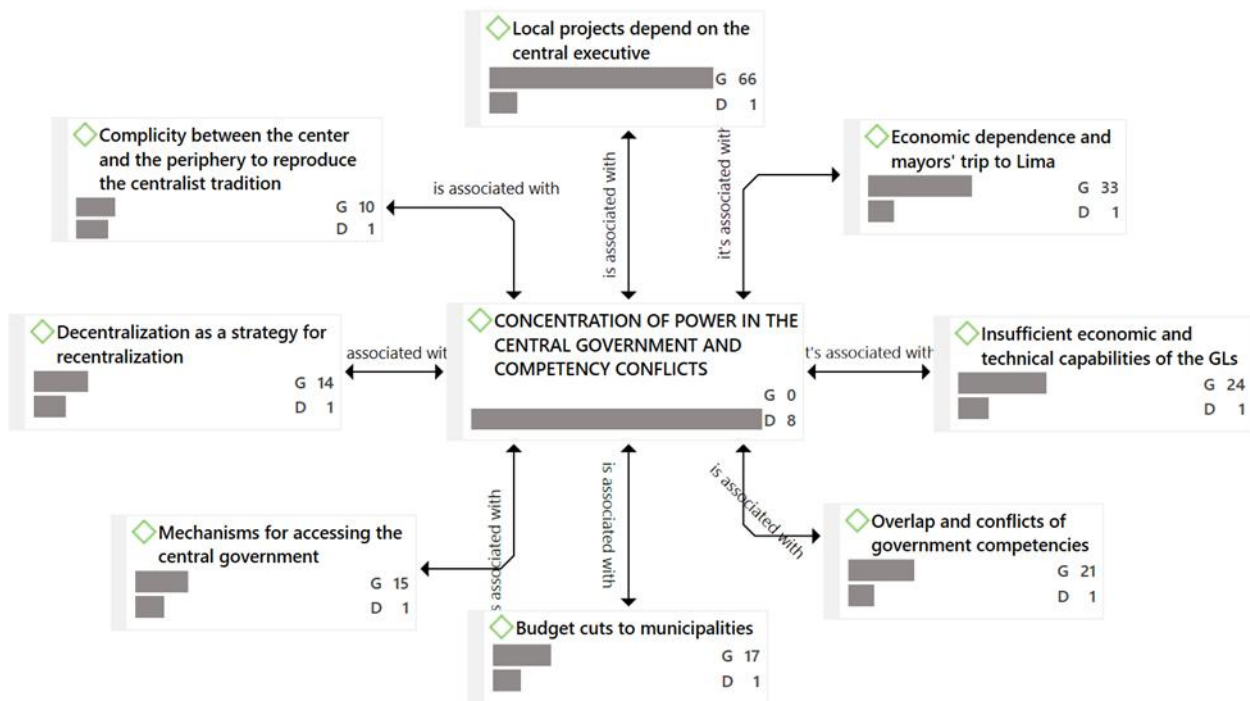 Local projects depend on the
central executive
G 66
D 1
Complicity between the center
and the periphery to reproduce
the centralist tradition
G 10
D 1
is associated with
is associated with
it's associated with
Economic dependence and
mayors' trip to Lima
G 33
D 1
Decentralization as a strategy for
recentralization
G 14
D 1
associated wit
CONCENTRATION OF POWER IN THE
CENTRAL GOVERNMENT AND
COMPETENCY CONFLICTS
G 0
D 8
t's associated with
Insufficient economic and
technical capabilities of the GLs
G 24
D 1
Mechanisms for accessing the
central government
G 15
D 1
s associated with
is associated with
is associated with
Overlap and conflicts of
government competencies
G 21
D 1
Budget cuts to municipalities
G 17
D 1